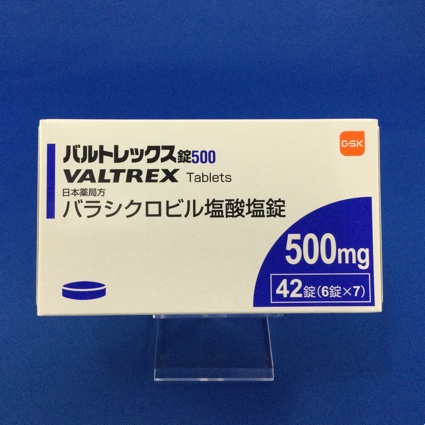 バルトレックス錠500
GSK
VALTREX Tablets
日本薬局方
バラシクロビル塩酸塩錠
500mg
42錠(6錠×7)